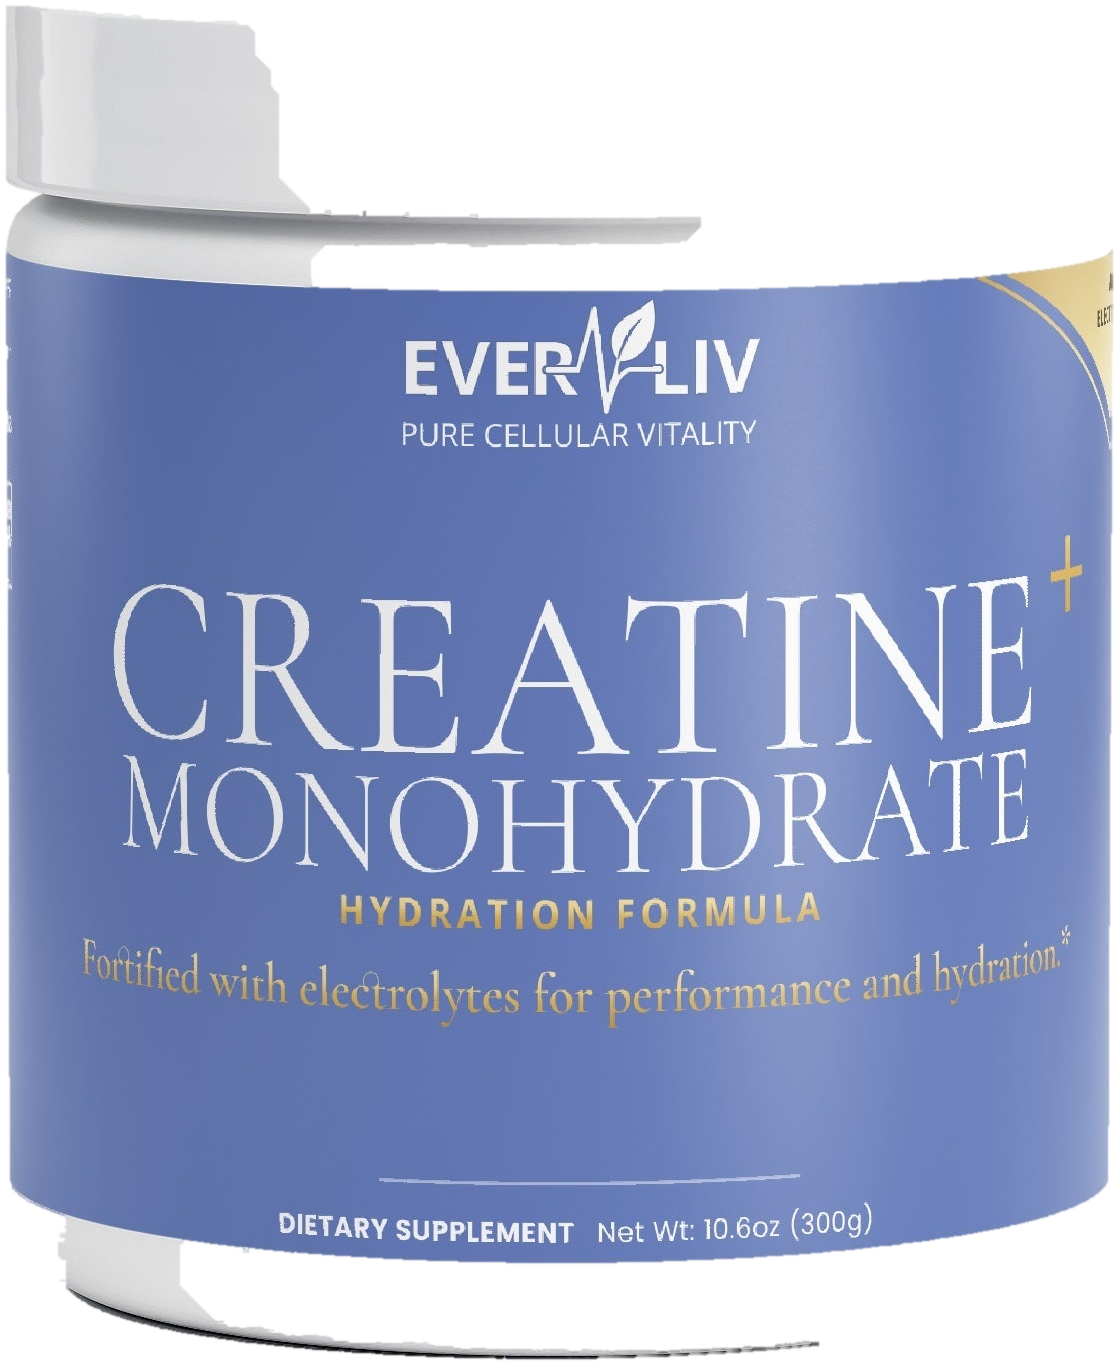 EVERLIV
PURE CELLULAR VITALITY
CREATINE+
MONOHYDRATE
HYDRATION FORMULA
Fortified with electrolytes for performance and hydration.*
DIETARY SUPPLEMENT Net Wt: 10.6oz (300g)